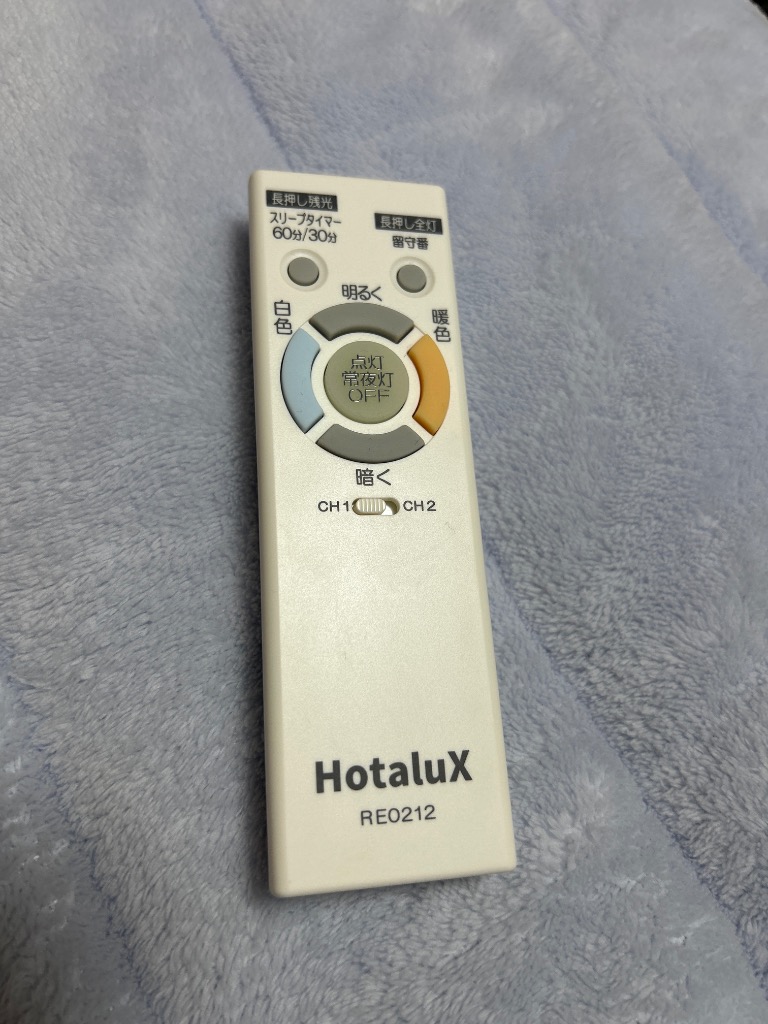 長押し残光
スリープタイマー
60分/30分
長押し全灯
留守番
明るく
白色
暖色
点灯
常夜灯
OFF
暗く
CH1 CH2
HotaluX
RE0212